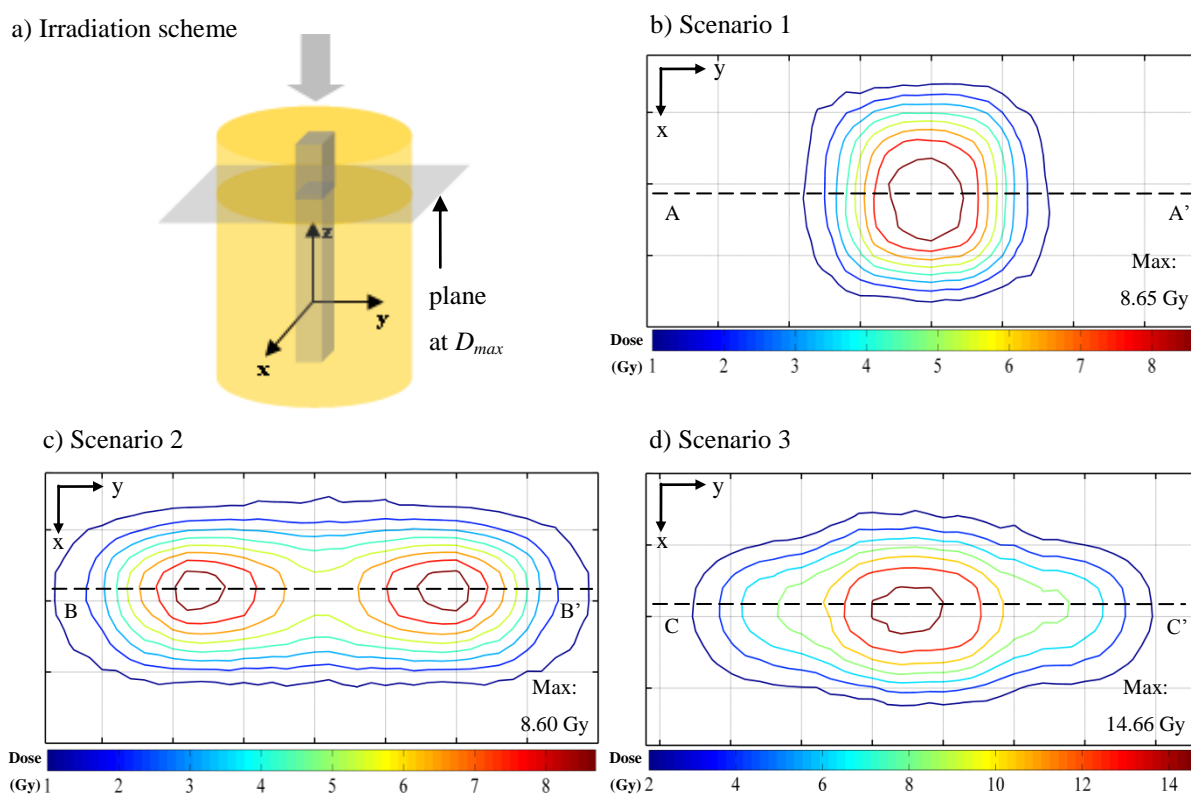 a) Irradiation scheme
z
y
x
plane
at D_max
b) Scenario 1
y
x
A
A'
Max:
8.65 Gy
Dose
(Gy)
1 2 3 4 5 6 7 8
c) Scenario 2
y
x
B
B'
Max:
8.60 Gy
Dose
(Gy)
1 2 3 4 5 6 7 8
d) Scenario 3
y
x
C
C'
Max:
14.66 Gy
Dose
(Gy)
2 4 6 8 10 12 14